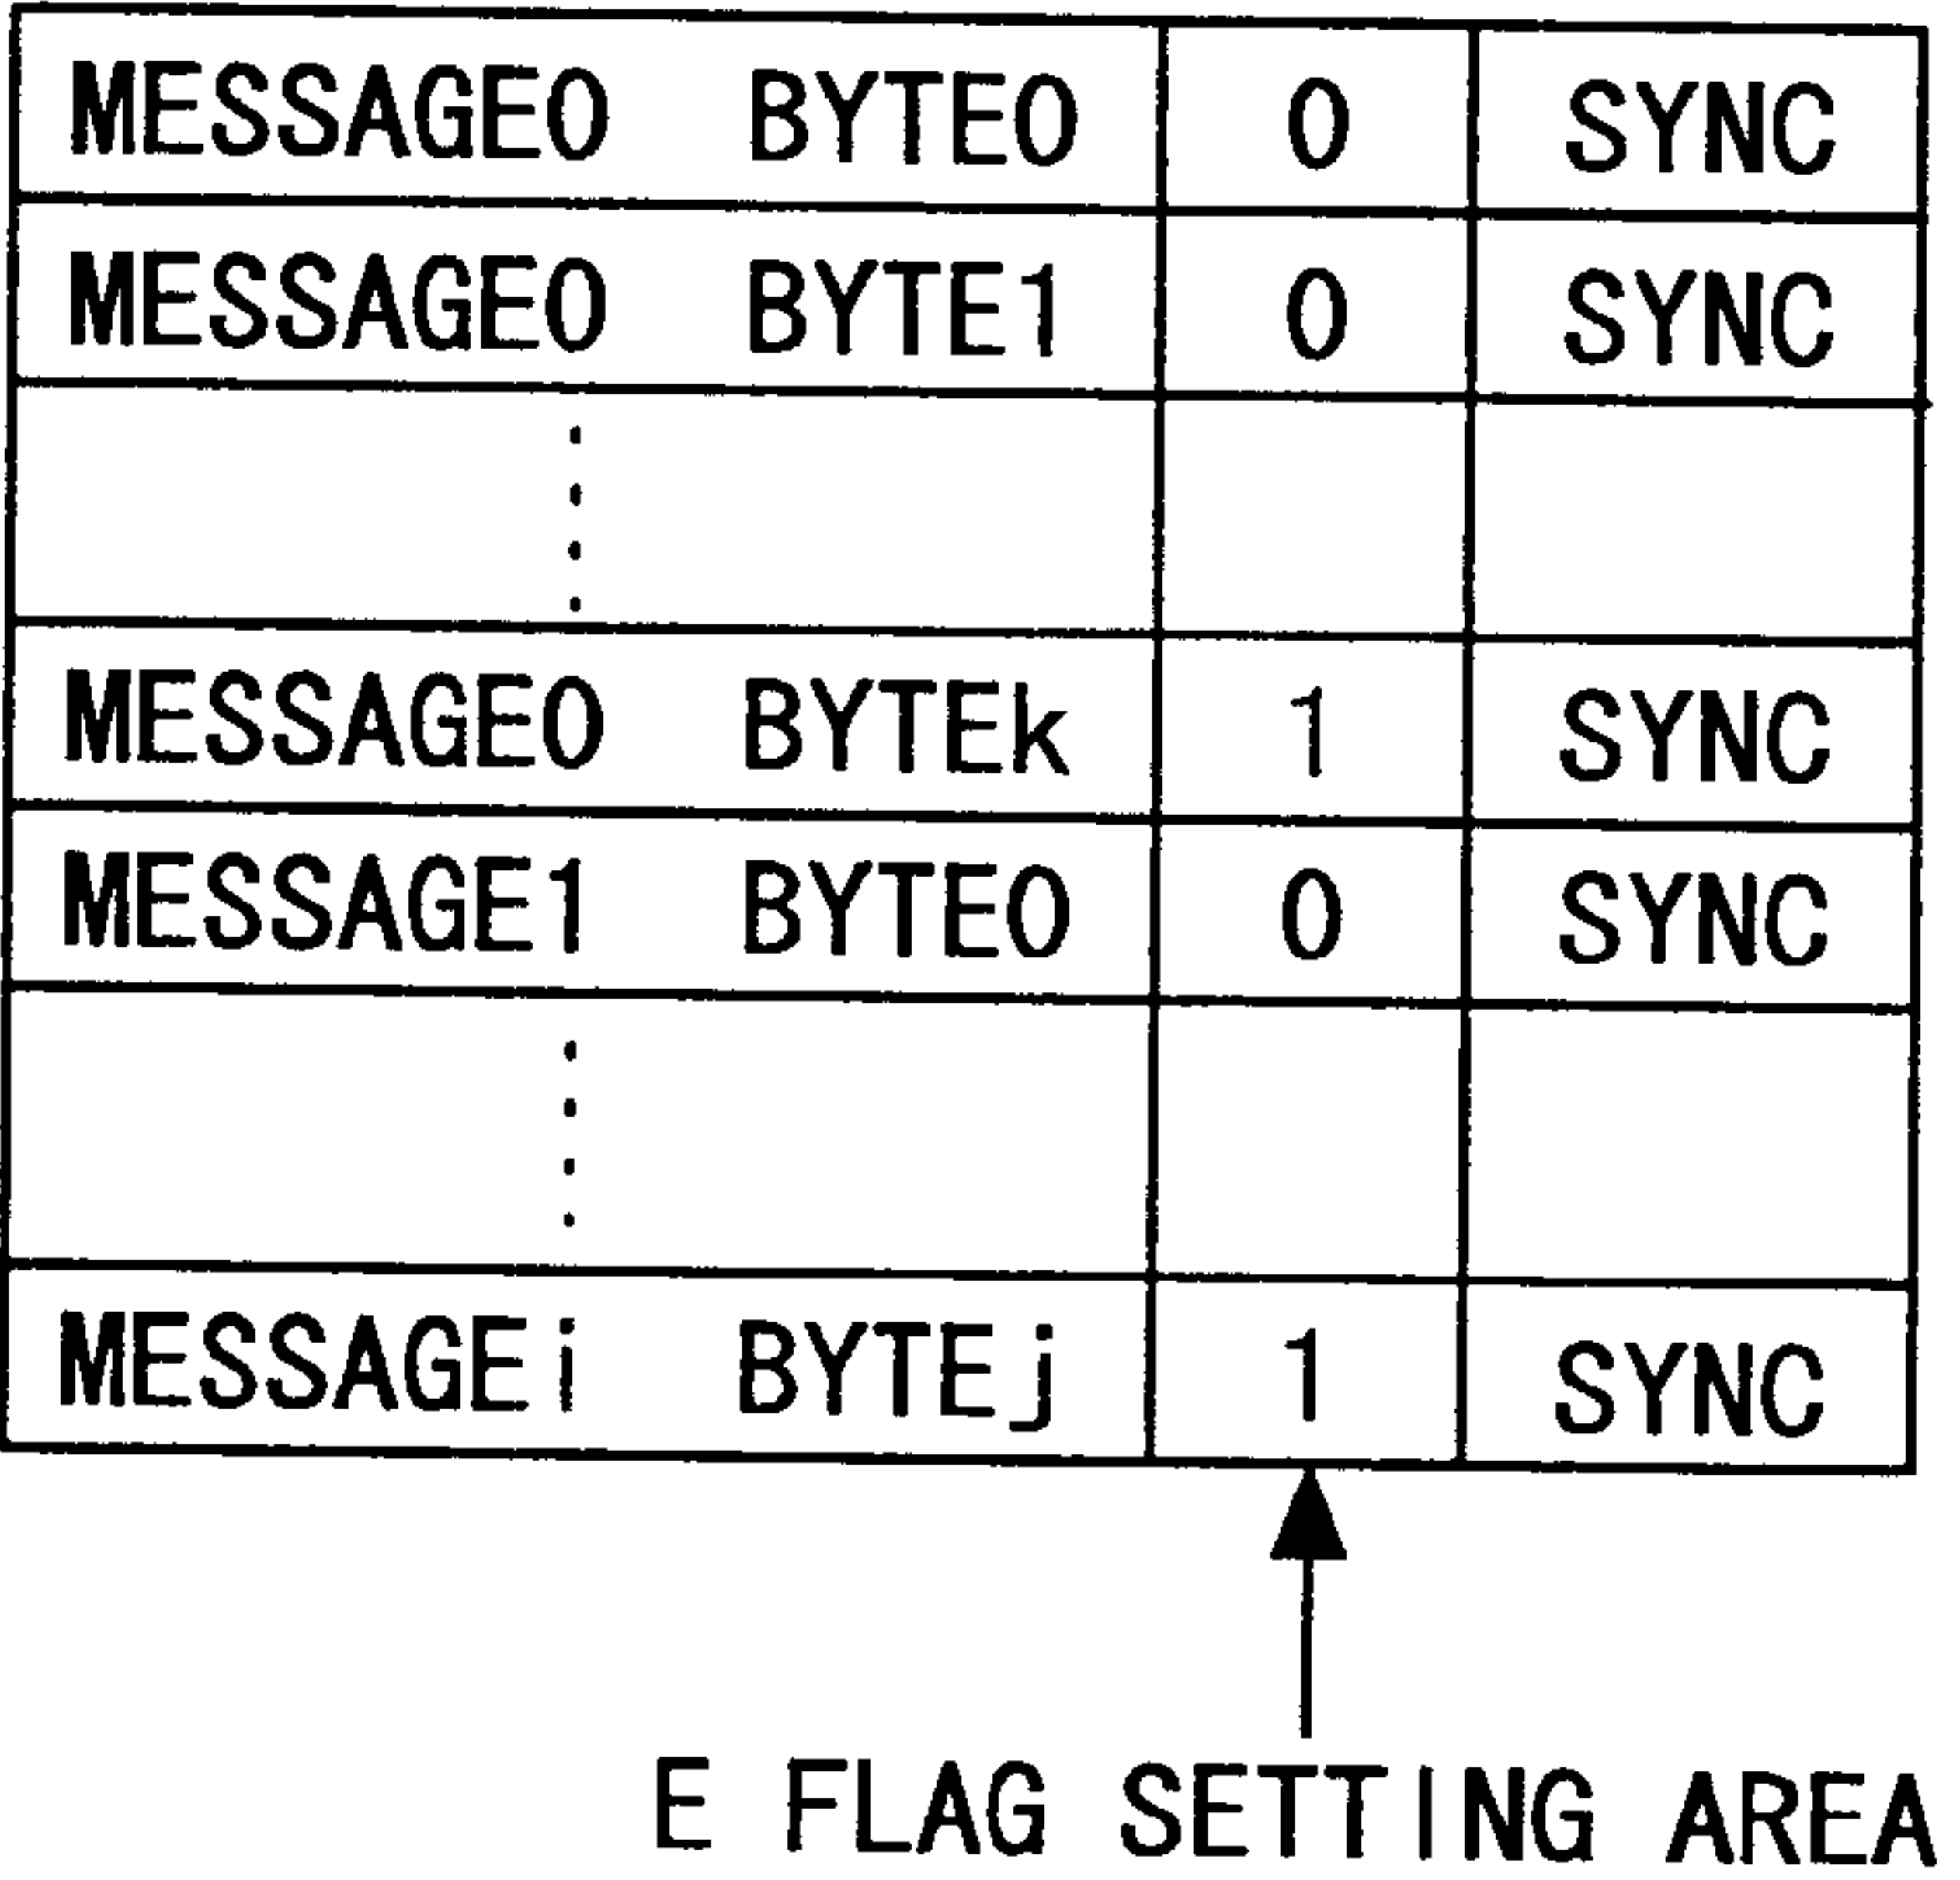 MESSAGE0 BYTE0 0 SYNC
MESSAGE0 BYTE1 0 SYNC
MESSAGE0 BYTEk 1 SYNC
MESSAGE1 BYTE0 0 SYNC
MESSAGEi BYTEj 1 SYNC
E FLAG SETTING AREA